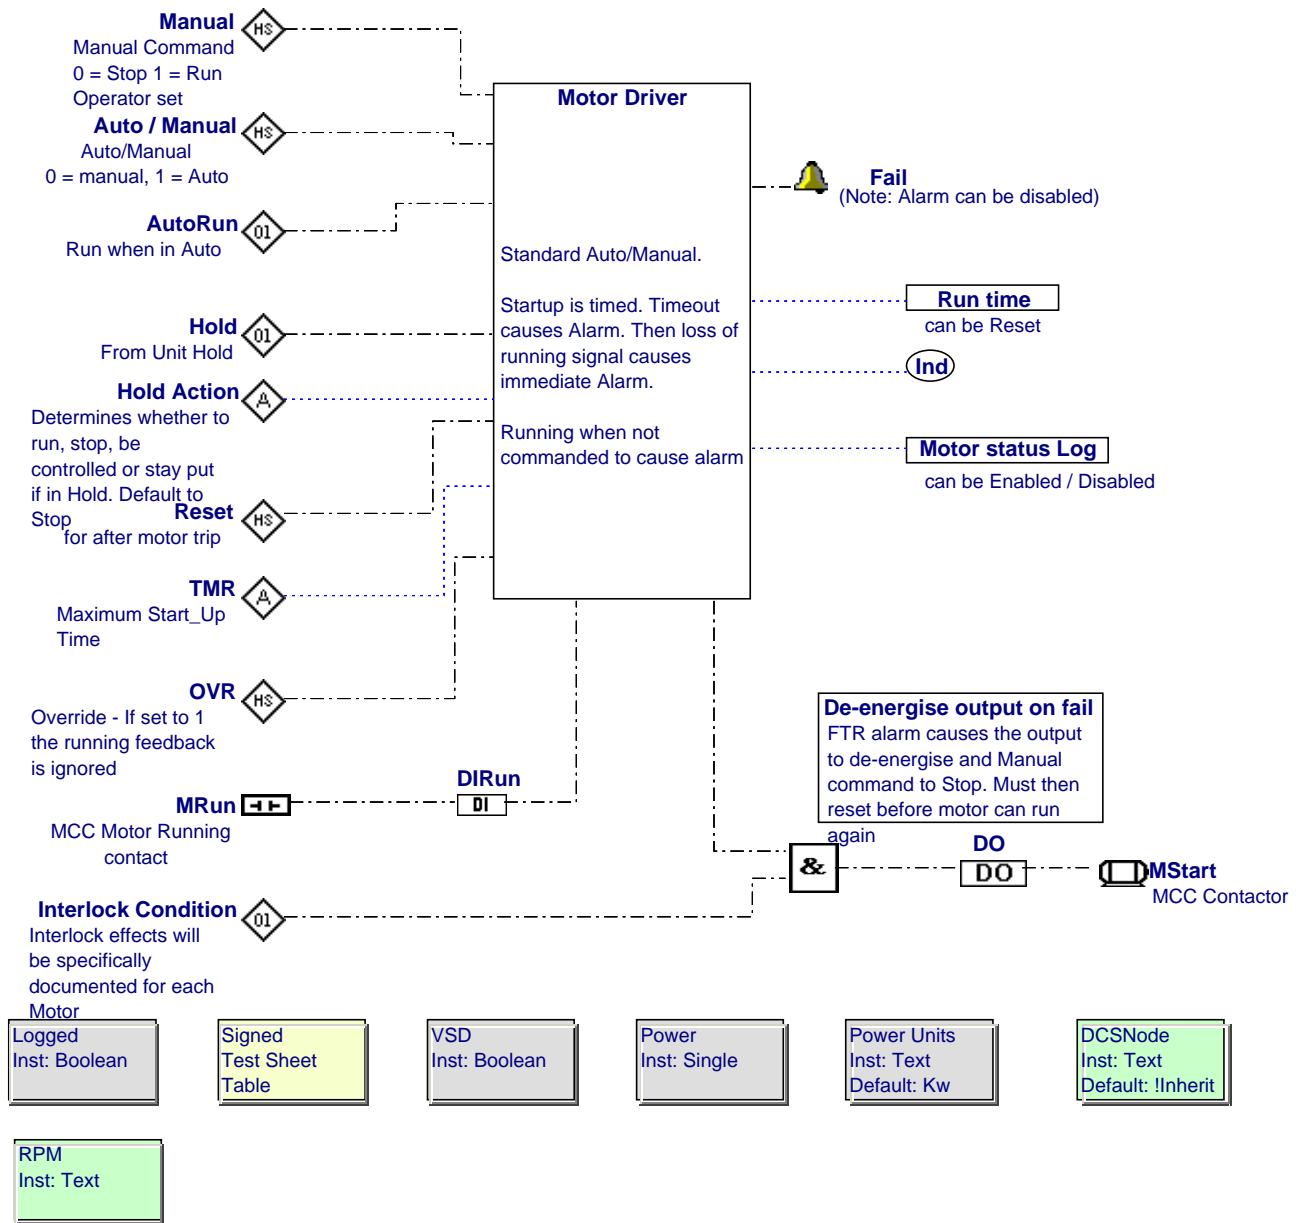 Manual
HS
Manual Command
0 = Stop 1 = Run
Operator set
Auto / Manual
HS
Auto/Manual
0 = manual, 1 = Auto
AutoRun
01
Run when in Auto
Hold
01
From Unit Hold
Hold Action
A
Determines whether to
run, stop, be
controlled or stay put
if in Hold. Default to
Stop
Reset
HS
for after motor trip
TMR
A
Maximum Start_Up
Time
OVR
HS
Override - If set to 1
the running feedback
is ignored
MRun
MCC Motor Running
contact
DIRun
DI
Interlock Condition
01
Interlock effects will
be specifically
documented for each
Motor
Motor Driver
Standard Auto/Manual.
Startup is timed. Timeout
causes Alarm. Then loss of
running signal causes
immediate Alarm.
Running when not
commanded to cause alarm
Fail
(Note: Alarm can be disabled)
Run time
can be Reset
Ind
Motor status Log
can be Enabled / Disabled
De-energise output on fail
FTR alarm causes the output
to de-energise and Manual
command to Stop. Must then
reset before motor can run
again
&
DO
DO
MStart
MCC Contactor
Logged
Inst: Boolean
Signed
Test Sheet
Table
VSD
Inst: Boolean
Power
Inst: Single
Power Units
Inst: Text
Default: Kw
DCSNode
Inst: Text
Default: !Inherit
RPM
Inst: Text